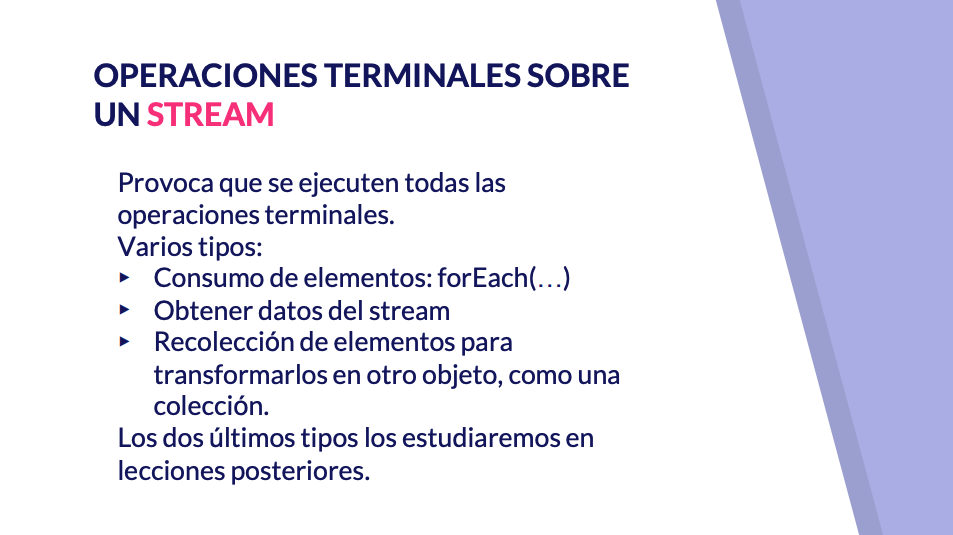 OPERACIONES TERMINALES SOBRE
UN STREAM
Provoca que se ejecuten todas las
operaciones terminales.
Varios tipos:
▸ Consumo de elementos: forEach(…)
▸ Obtener datos del stream
▸ Recolección de elementos para
transformarlos en otro objeto, como una
colección.
Los dos últimos tipos los estudiaremos en
lecciones posteriores.